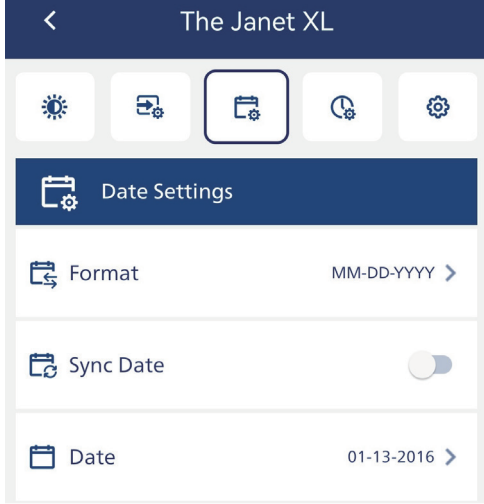 The Janet XL
Date Settings
Format MM-DD-YYYY
Sync Date
Date 01-13-2016